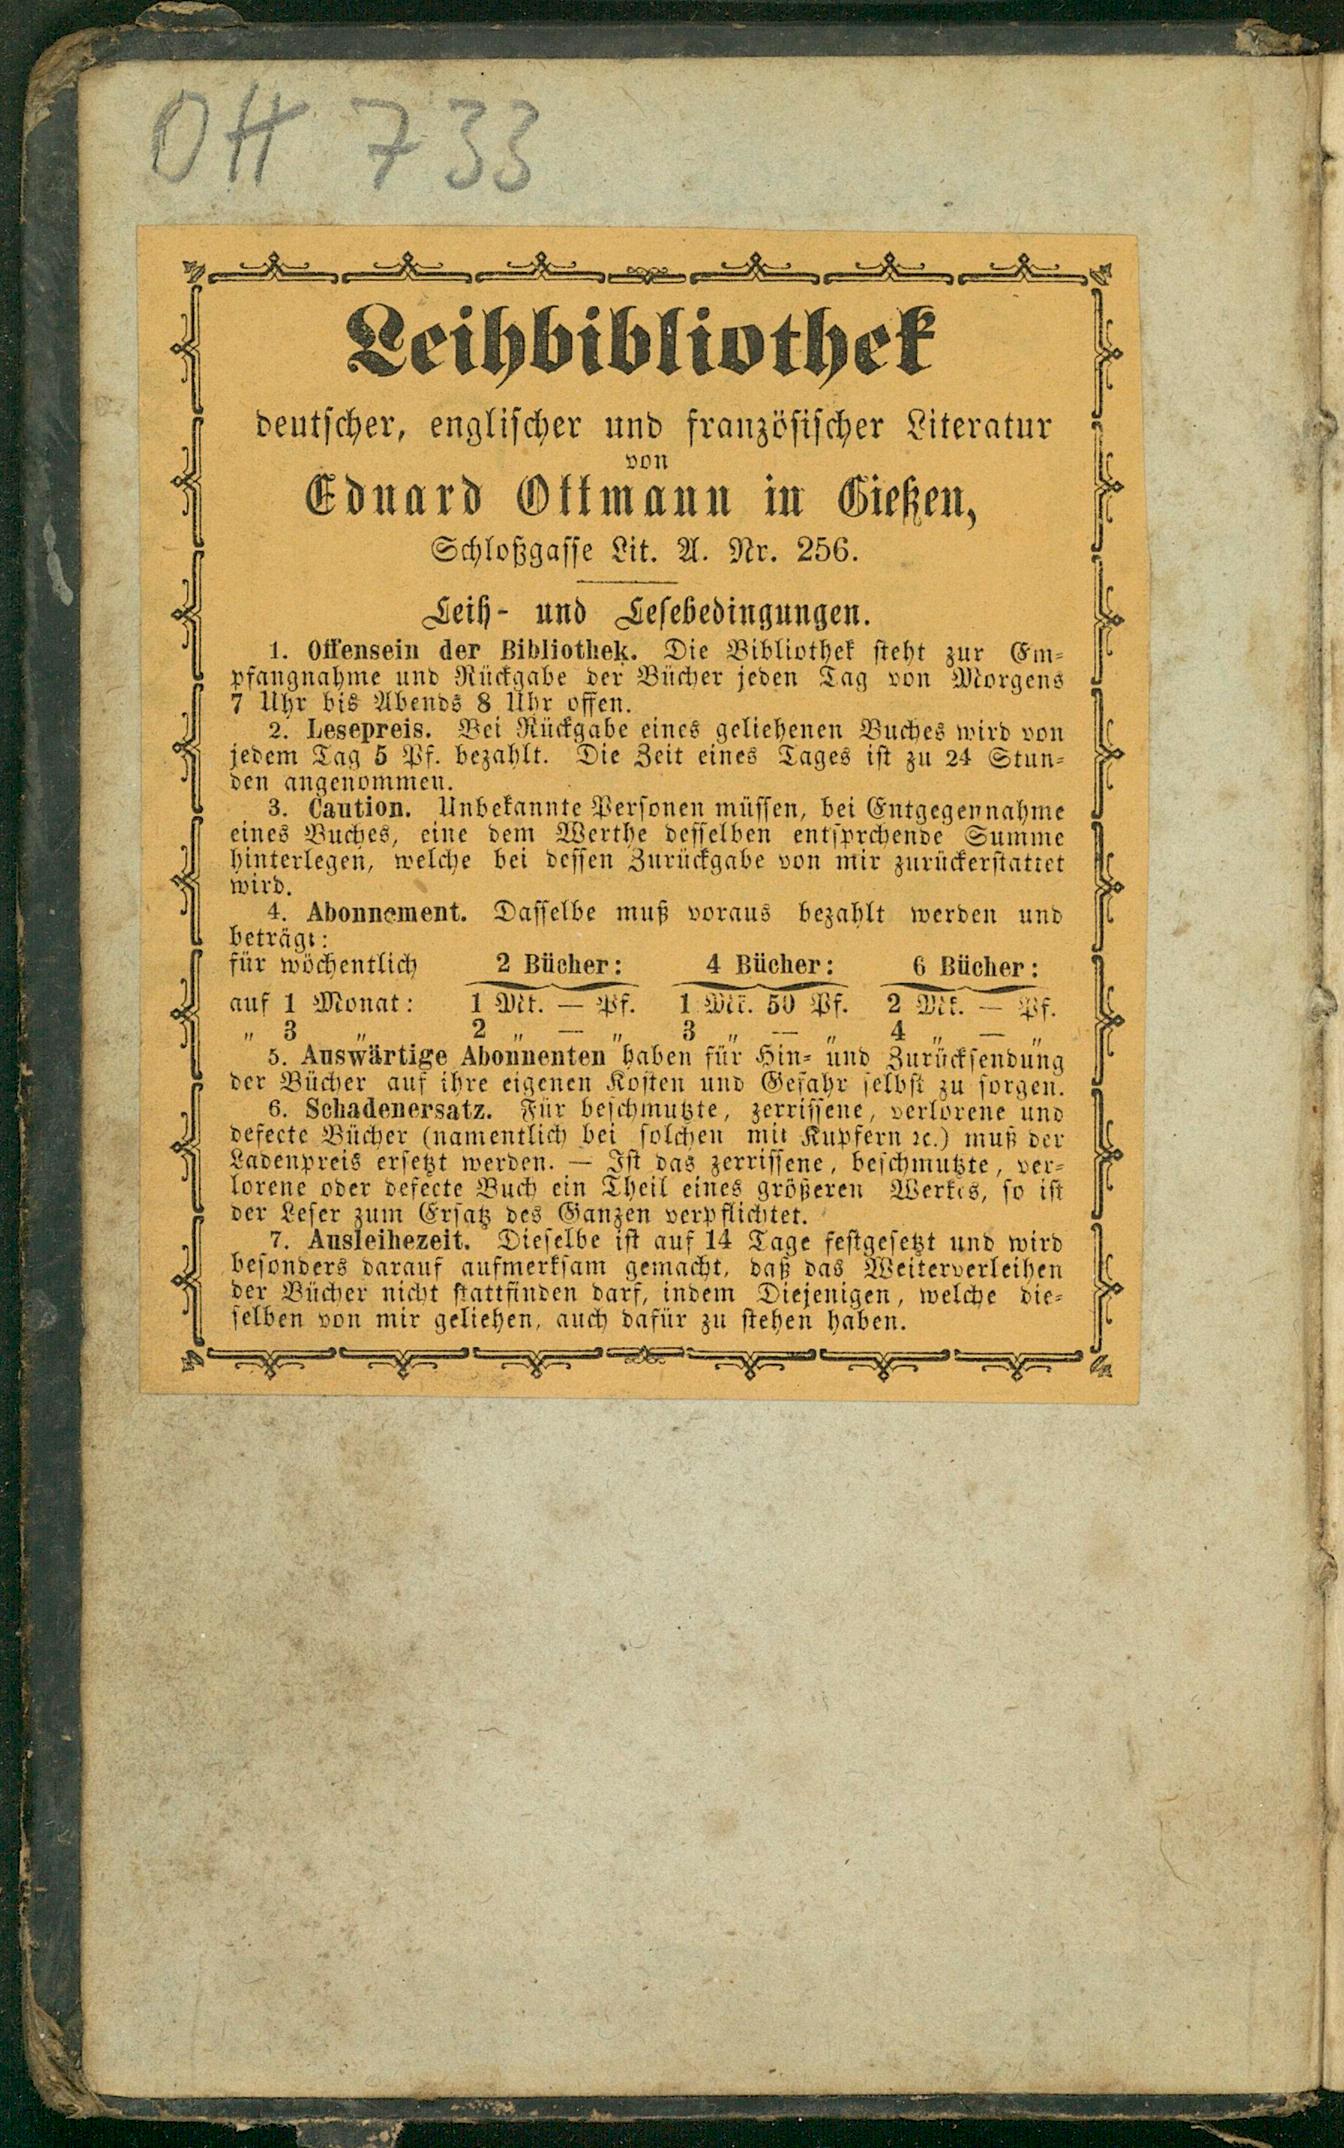 Ott 733
Leihbibliothek
deutscher, englischer und französischer Literatur
von
Eduard Ottmann in Gießen,
Schloßgasse Lit. A. Nr. 256.
Leih- und Lesebedingungen.
1. Offensein der Bibliothek. Die Bibliothek steht zur Em-
pfangnahme und Rückgabe der Bücher jeden Tag von Morgens
7 Uhr bis Abends 8 Uhr offen.
2. Lesepreis. Bei Rückgabe eines geliehenen Buches wird von
jedem Tag 5 Pf. bezahlt. Die Zeit eines Tages ist zu 24 Stun-
den angenommen.
3. Caution. Unbekannte Personen müssen, bei Entgegennahme
eines Buches, eine dem Werthe desselben entsprchende Summe
hinterlegen, welche bei dessen Zurückgabe von mir zurückerstattet
wird.
4. Abonnement. Dasselbe muß voraus bezahlt werden und
beträgt:
für wöchentlich 2 Bücher: 4 Bücher: 6 Bücher:
auf 1 Monat: 1 Mk. — Pf. 1 Mk. 50 Pf. 2 Mk. — Pf.
„ 3 „ 2 „ — „ 3 „ — „ 4 „ — „
5. Auswärtige Abonnenten haben für Hin- und Zurücksendung
der Bücher auf ihre eigenen Kosten und Gefahr selbst zu sorgen.
6. Schadenersatz. Für beschmutzte, zerrissene, verlorene und
defecte Bücher (namentlich bei solchen mit Kupfern ꝛc.) muß der
Ladenpreis ersetzt werden. — Ist das zerrissene, beschmutzte, ver-
lorene oder defecte Buch ein Theil eines größeren Werkes, so ist
der Leser zum Ersatz des Ganzen verpflichtet.
7. Ausleihezeit. Dieselbe ist auf 14 Tage festgesetzt und wird
besonders darauf aufmerksam gemacht, daß das Weiterverleihen
der Bücher nicht stattfinden darf, indem Diejenigen, welche die-
selben von mir geliehen, auch dafür zu stehen haben.